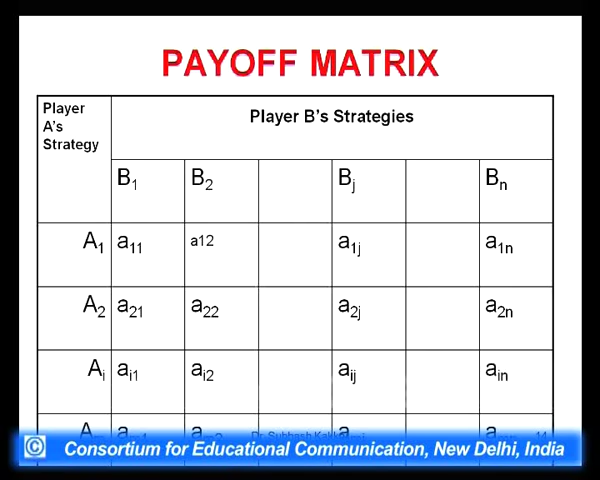 PAYOFF MATRIX
Player A's Strategy Player B's Strategies
B1 B2 Bj Bn
A1 a11 a12 a1j a1n
A2 a21 a22 a2j a2n
Ai ai1 ai2 aij ain
© Consortium for Educational Communication, New Delhi, India